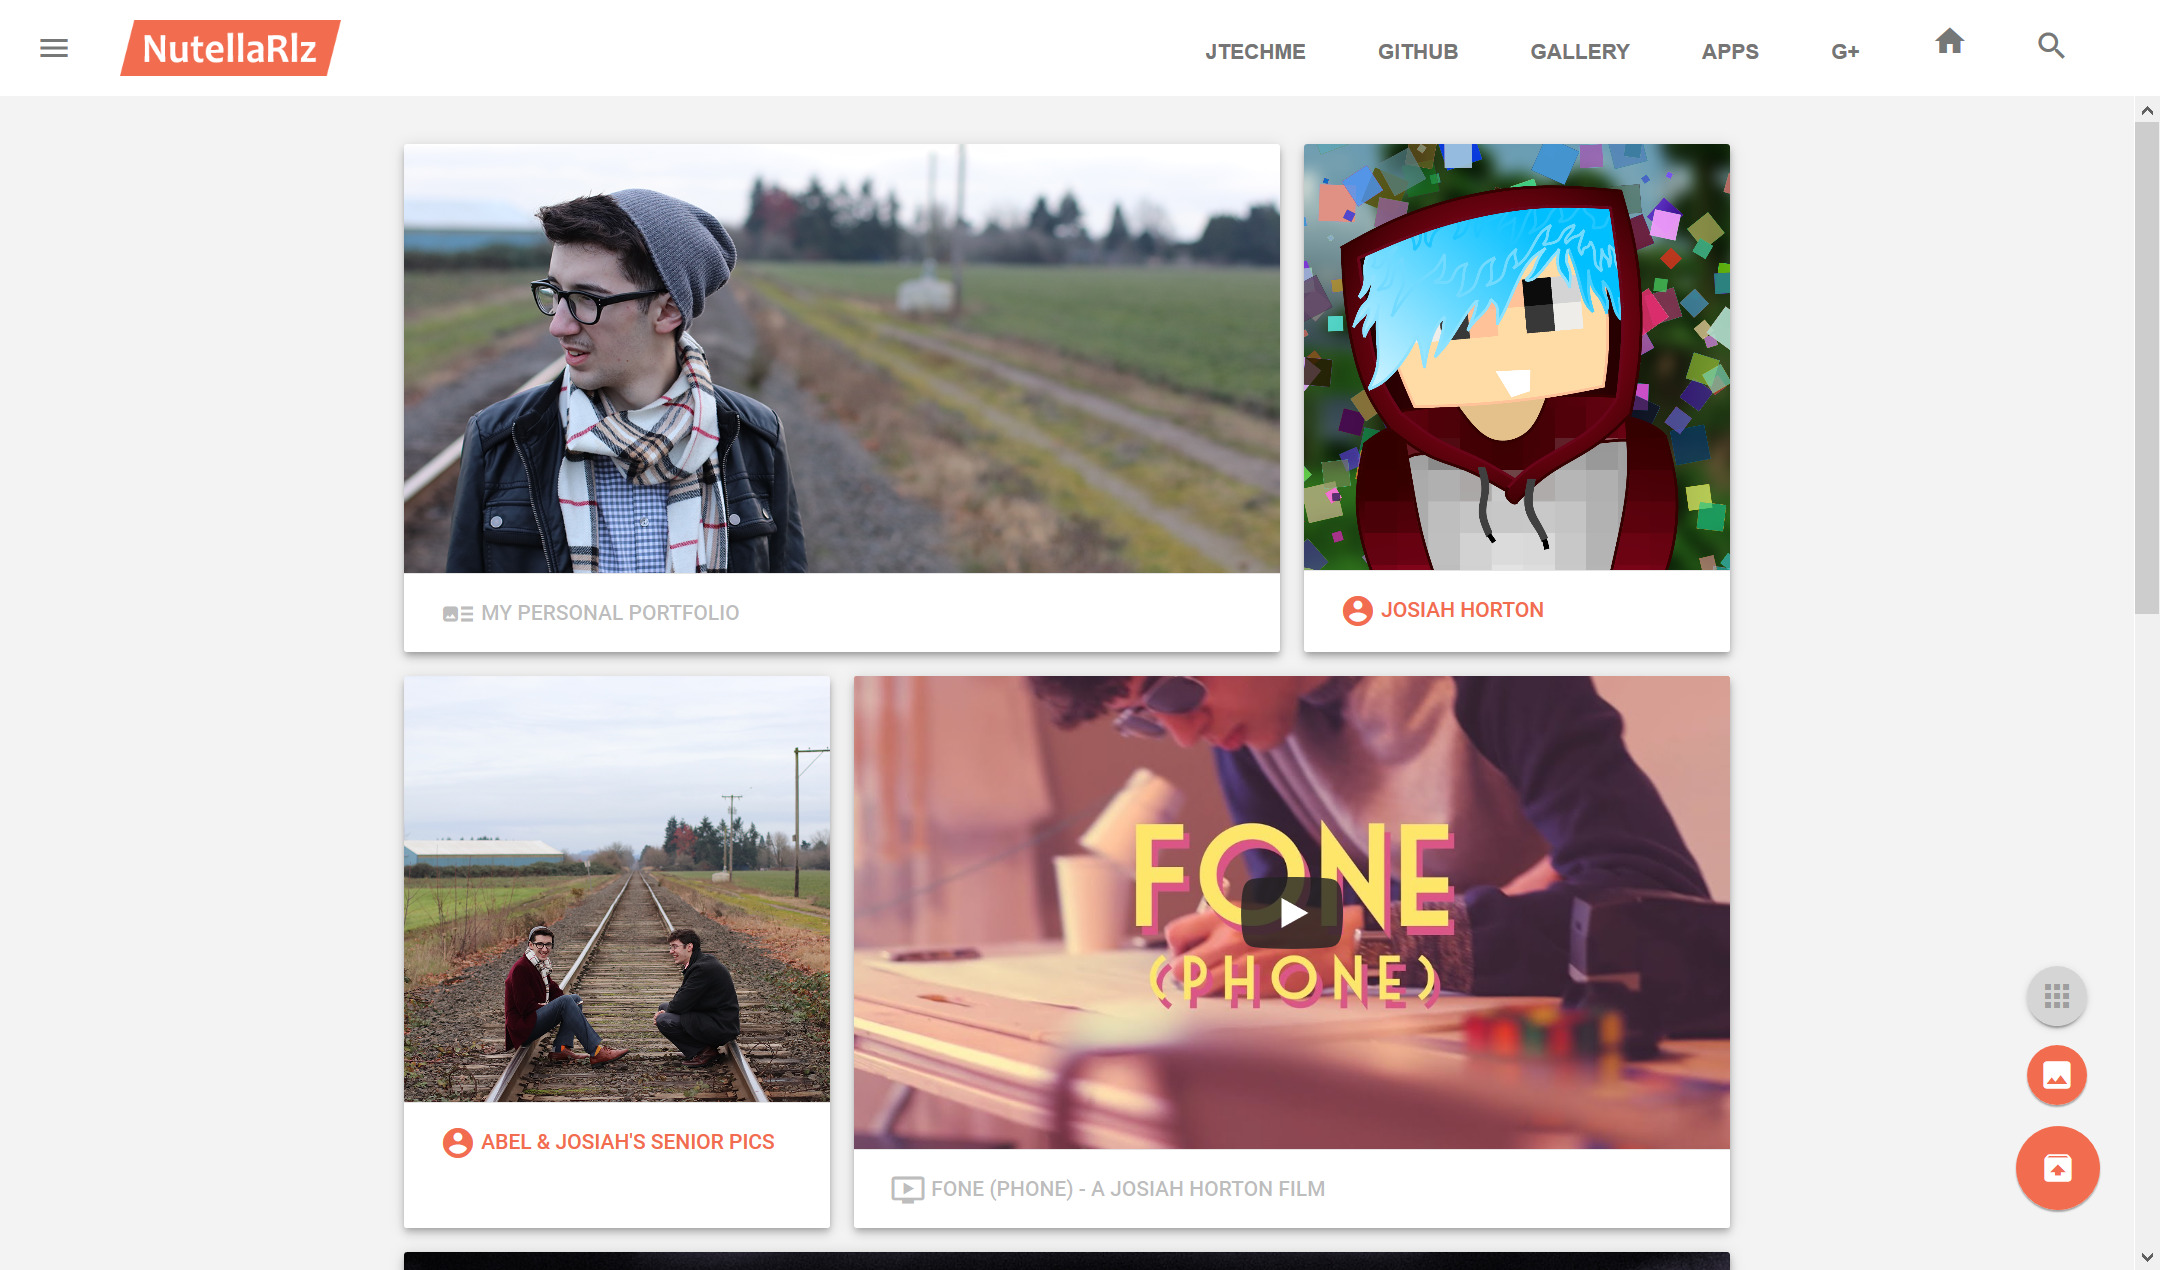 NutellaRlz
JTECHME GITHUB GALLERY APPS G+
MY PERSONAL PORTFOLIO
JOSIAH HORTON
FONE
(PHONE)
ABEL & JOSIAH'S SENIOR PICS
FONE (PHONE) - A JOSIAH HORTON FILM